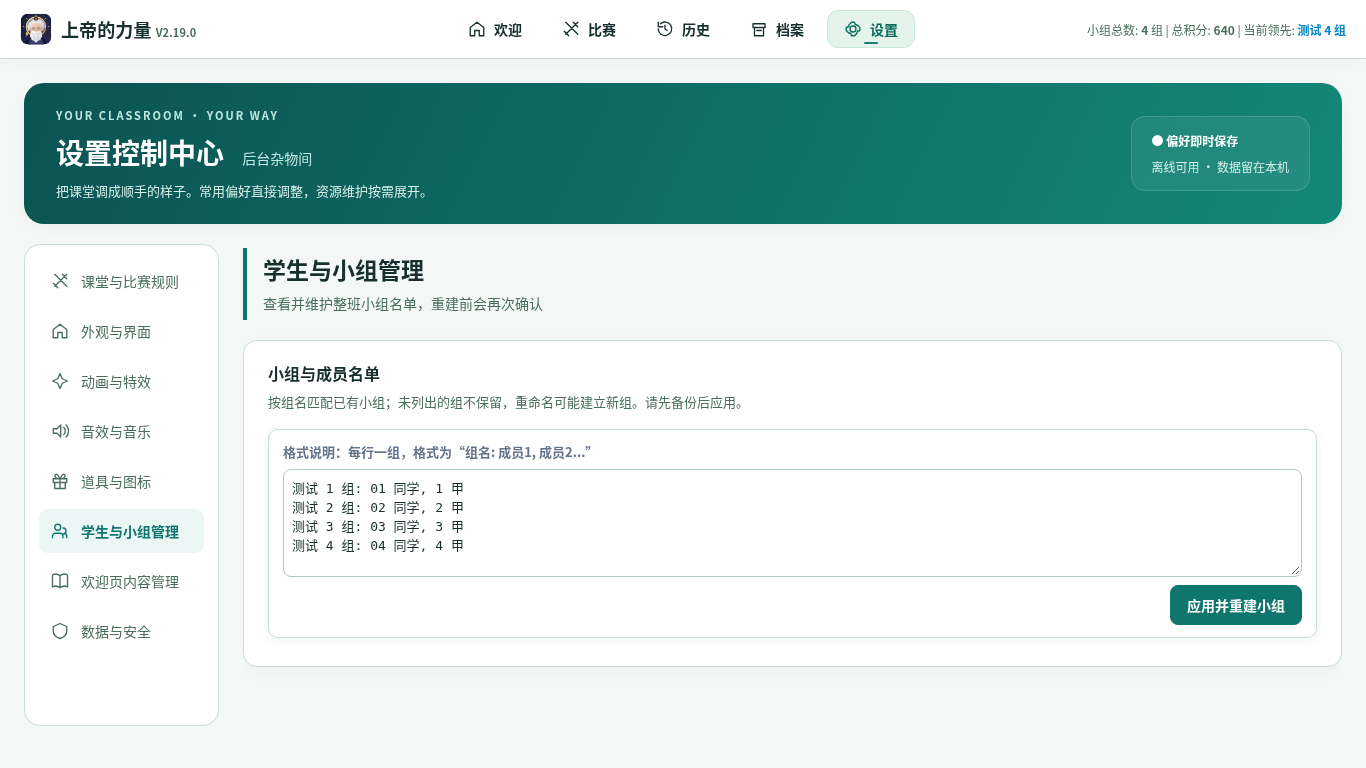 上帝的力量 V2.19.0
欢迎
比赛
历史
档案
设置
小组总数: 4 组 | 总积分: 640 | 当前领先: 测试 4 组
YOUR CLASSROOM · YOUR WAY
设置控制中心 后台杂物间
把课堂调成顺手的样子。常用偏好直接调整，资源维护按需展开。
偏好即时保存
离线可用 · 数据留在本机
课堂与比赛规则
外观与界面
动画与特效
音效与音乐
道具与图标
学生与小组管理
欢迎页内容管理
数据与安全
学生与小组管理
查看并维护整班小组名单，重建前会再次确认
小组与成员名单
按组名匹配已有小组；未列出的组不保留，重命名可能建立新组。请先备份后应用。
格式说明：每行一组，格式为“组名: 成员1, 成员2...”
测试 1 组: 01 同学, 1 甲
测试 2 组: 02 同学, 2 甲
测试 3 组: 03 同学, 3 甲
测试 4 组: 04 同学, 4 甲
应用并重建小组